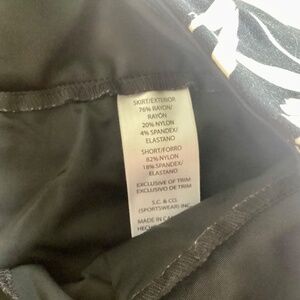 SKIRT/EXTERIOR
76% RAYON/
RAYÓN
20% NYLON
4% SPANDEX/
ELASTANO
SHORT/FORRO
82% NYLON
18% SPANDEX/
ELASTANO
EXCLUSIVE OF TRIM
EXCLUSIVO DE TRIM
S.C. & CO.
(SPORTSWEAR) INC.
MADE IN